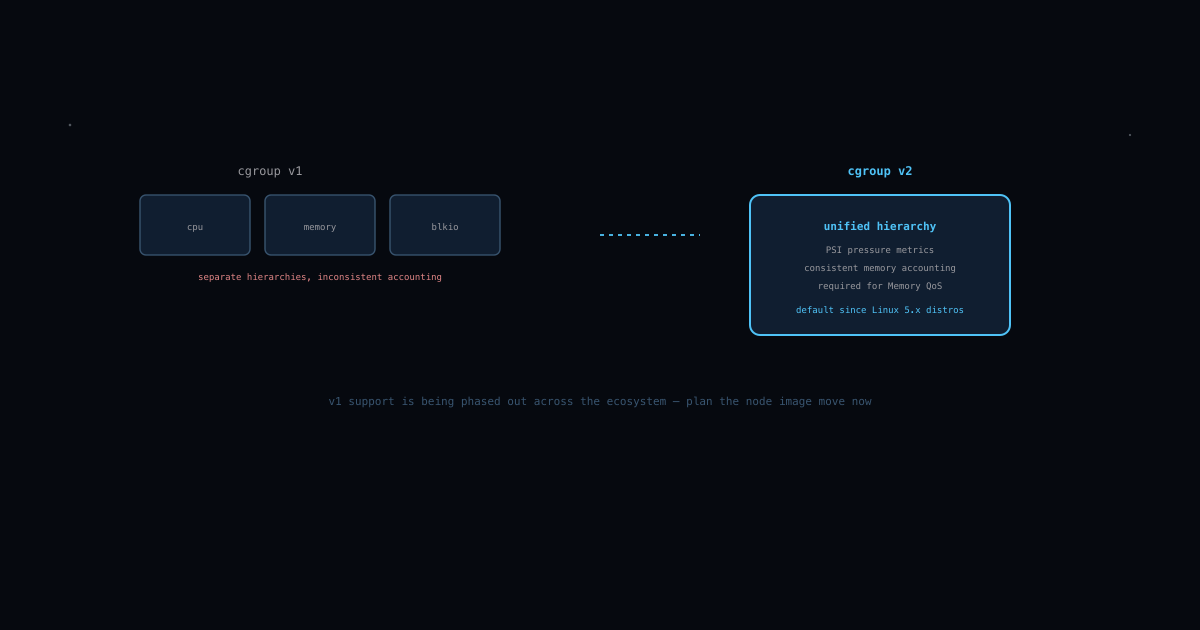 cgroup v1
cpu
memory
blkio
separate hierarchies, inconsistent accounting
cgroup v2
unified hierarchy
PSI pressure metrics
consistent memory accounting
required for Memory QoS
default since Linux 5.x distros
v1 support is being phased out across the ecosystem — plan the node image move now